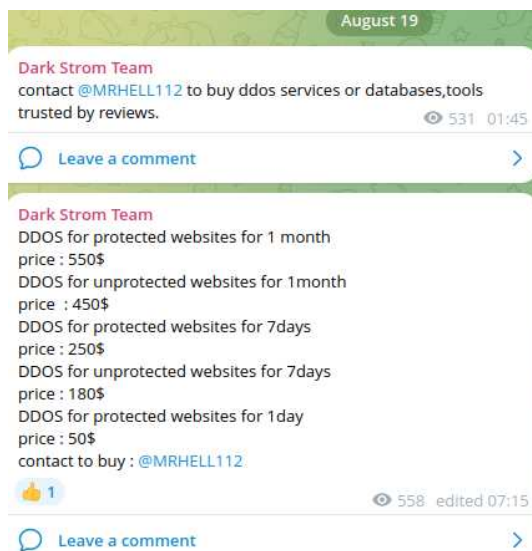 August 19
Dark Strom Team
contact @MRHELL112 to buy ddos services or databases,tools
trusted by reviews.
531 01:45
Leave a comment
Dark Strom Team
DDOS for protected websites for 1 month
price : 550$
DDOS for unprotected websites for 1month
price  : 450$
DDOS for protected websites for 7days
price : 250$
DDOS for unprotected websites for 7days
price : 180$
DDOS for protected websites for 1day
price : 50$
contact to buy : @MRHELL112
👍 1
558 edited 07:15
Leave a comment